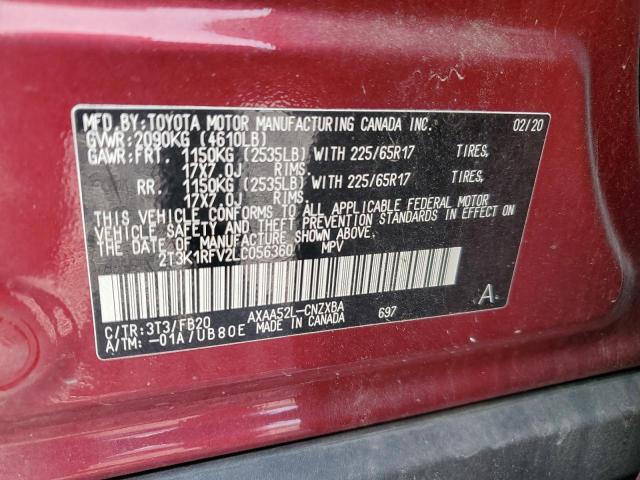 MFD.BY:TOYOTA MOTOR MANUFACTURING CANADA INC. 02/20
GVWR:2090KG (4610LB)
GAWR:FRT. 1150KG (2535LB) WITH 225/65R17 TIRES,
17X7.0J RIMS.
RR. 1150KG (2535LB) WITH 225/65R17 TIRES,
17X7.0J RIMS.
THIS VEHICLE CONFORMS TO ALL APPLICABLE FEDERAL MOTOR
VEHICLE SAFETY AND THEFT PREVENTION STANDARDS IN EFFECT ON
THE DATE OF MANUFACTURE SHOWN ABOVE.
2T3K1RFV2LC056360 MPV
C/TR:3T3/FB20 AXAA52L-CNZXBA 697 A
A/TM: -01A/UB80E MADE IN CANADA